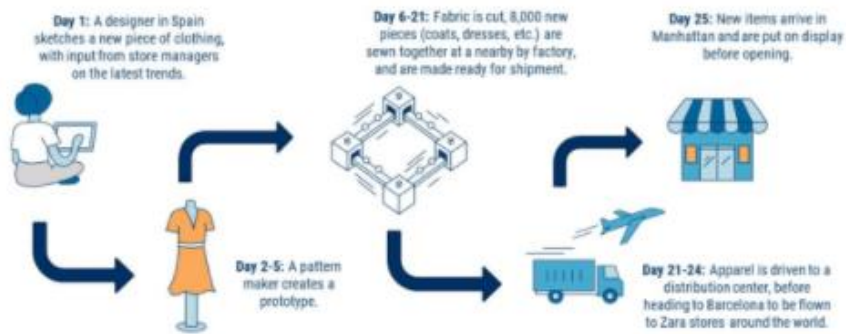 Day 1: A designer in Spain
sketches a new piece of clothing,
with input from store managers
on the latest trends.
Day 2-5: A pattern
maker creates a
prototype.
Day 6-21: Fabric is cut, 8,000 new
pieces (coats, dresses, etc.) are
sewn together at a nearby by factory,
and are made ready for shipment.
Day 21-24: Apparel is driven to a
distribution center, before
heading to Barcelona to be flown
to Zara stores around the world.
Day 25: New items arrive in
Manhattan and are put on display
before opening.